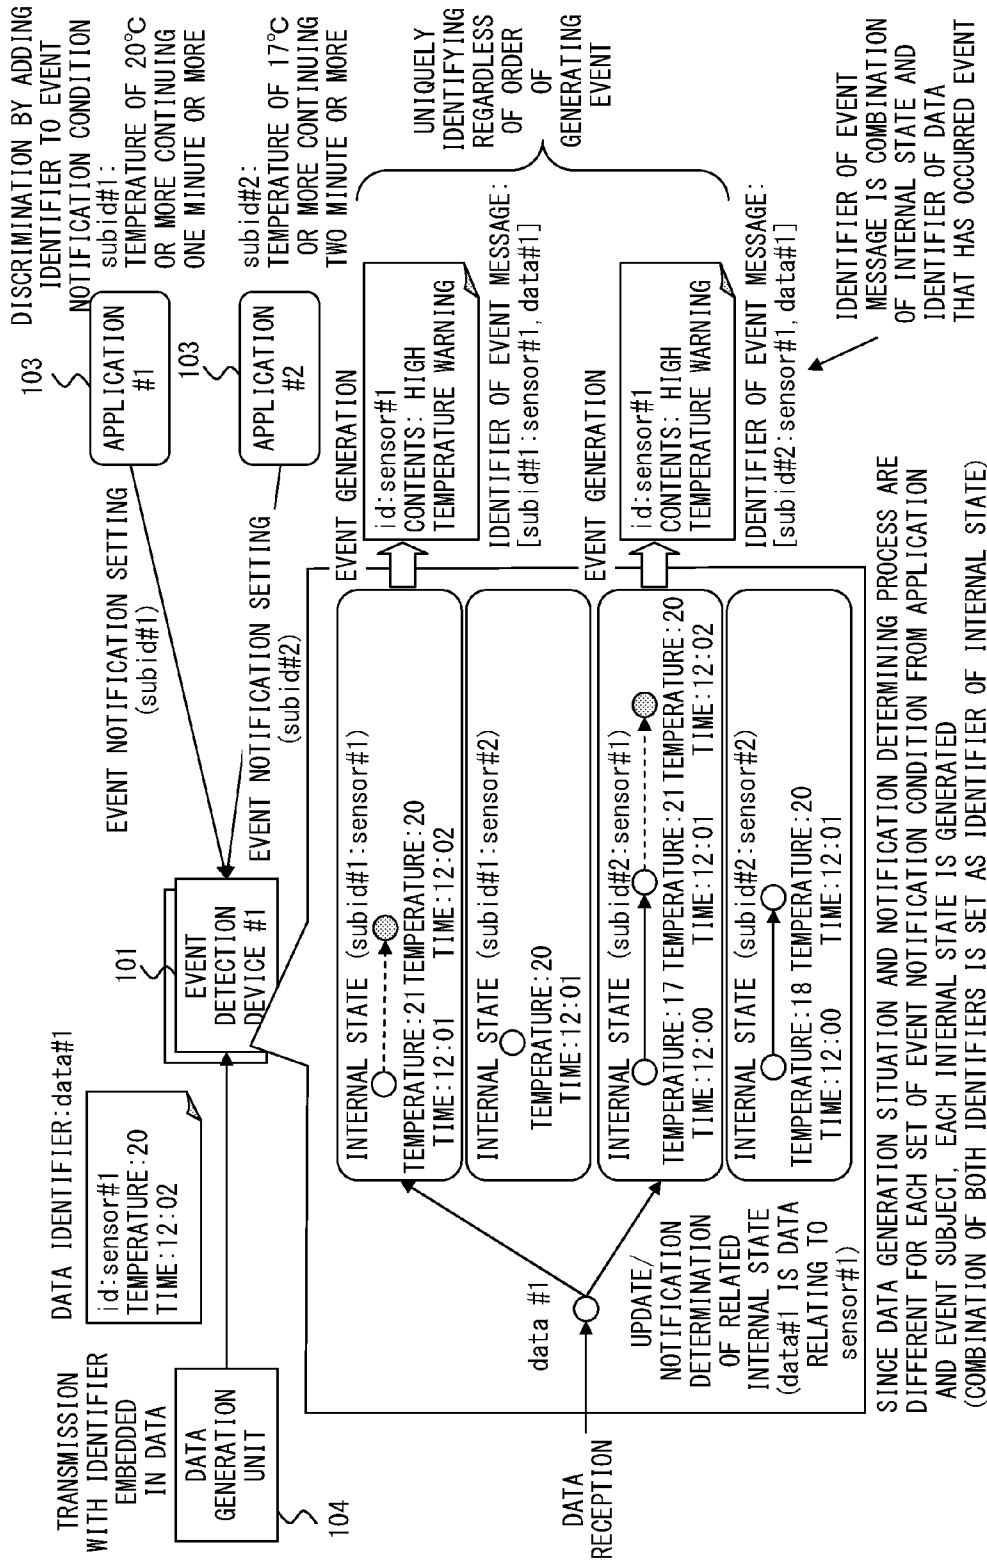 TRANSMISSION
WITH IDENTIFIER
EMBEDDED
IN DATA
DATA
GENERATION
UNIT
104
DATA IDENTIFIER:data#1
id:sensor#1
TEMPERATURE:20
TIME:12:02
101
EVENT
DETECTION
DEVICE #1
EVENT NOTIFICATION SETTING
(subid#1)
EVENT NOTIFICATION SETTING
(subid#2)
103
APPLICATION
#1
103
APPLICATION
#2
DISCRIMINATION BY ADDING
IDENTIFIER TO EVENT
NOTIFICATION CONDITION
subid#1:
TEMPERATURE OF 20℃
OR MORE CONTINUING
ONE MINUTE OR MORE
subid#2:
TEMPERATURE OF 17℃
OR MORE CONTINUING
TWO MINUTE OR MORE
DATA
RECEPTION
data #1
UPDATE/
NOTIFICATION
DETERMINATION
OF RELATED
INTERNAL STATE
(data#1 IS DATA
RELATING TO
sensor#1)
INTERNAL STATE (subid#1:sensor#1)
TEMPERATURE:21 TEMPERATURE:20
TIME:12:01 TIME:12:02
INTERNAL STATE (subid#1:sensor#2)
TEMPERATURE:20
TIME:12:01
INTERNAL STATE (subid#2:sensor#1)
TEMPERATURE:17 TEMPERATURE:21 TEMPERATURE:20
TIME:12:00 TIME:12:01 TIME:12:02
INTERNAL STATE (subid#2:sensor#2)
TEMPERATURE:18 TEMPERATURE:20
TIME:12:00 TIME:12:01
EVENT GENERATION
id:sensor#1
CONTENTS: HIGH
TEMPERATURE WARNING
IDENTIFIER OF EVENT MESSAGE:
[subid#1:sensor#1, data#1]
EVENT GENERATION
id:sensor#1
CONTENTS: HIGH
TEMPERATURE WARNING
IDENTIFIER OF EVENT MESSAGE:
[subid#2:sensor#1, data#1]
UNIQUELY
IDENTIFYING
REGARDLESS
OF ORDER
OF
GENERATING
EVENT
IDENTIFIER OF EVENT
MESSAGE IS COMBINATION
OF INTERNAL STATE AND
IDENTIFIER OF DATA
THAT HAS OCCURRED EVENT
SINCE DATA GENERATION SITUATION AND NOTIFICATION DETERMINING PROCESS ARE
DIFFERENT FOR EACH SET OF EVENT NOTIFICATION CONDITION FROM APPLICATION
AND EVENT SUBJECT, EACH INTERNAL STATE IS GENERATED
(COMBINATION OF BOTH IDENTIFIERS IS SET AS IDENTIFIER OF INTERNAL STATE)